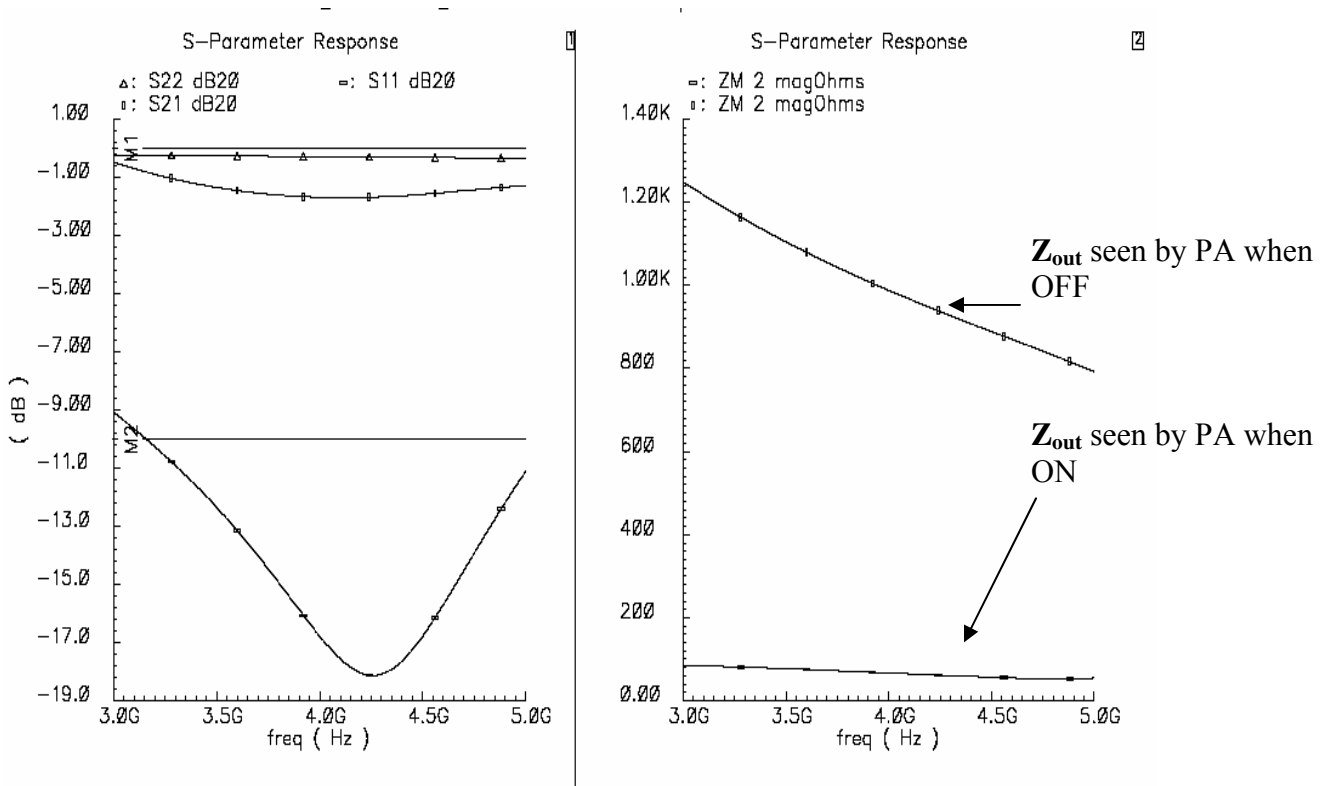 S-Parameter Response
1
△: S22 dB20
▭: S11 dB20
▯: S21 dB20
1.00
-1.00
-3.00
-5.00
-7.00
-9.00
-11.0
-13.0
-15.0
-17.0
-19.0
( dB )
M1
M2
3.0G 3.5G 4.0G 4.5G 5.0G
freq ( Hz )
S-Parameter Response
2
▭: ZM 2 magOhms
▯: ZM 2 magOhms
1.40K
1.20K
1.00K
800
600
400
200
0.00
3.0G 3.5G 4.0G 4.5G 5.0G
freq ( Hz )
Zout seen by PA when
OFF
Zout seen by PA when
ON